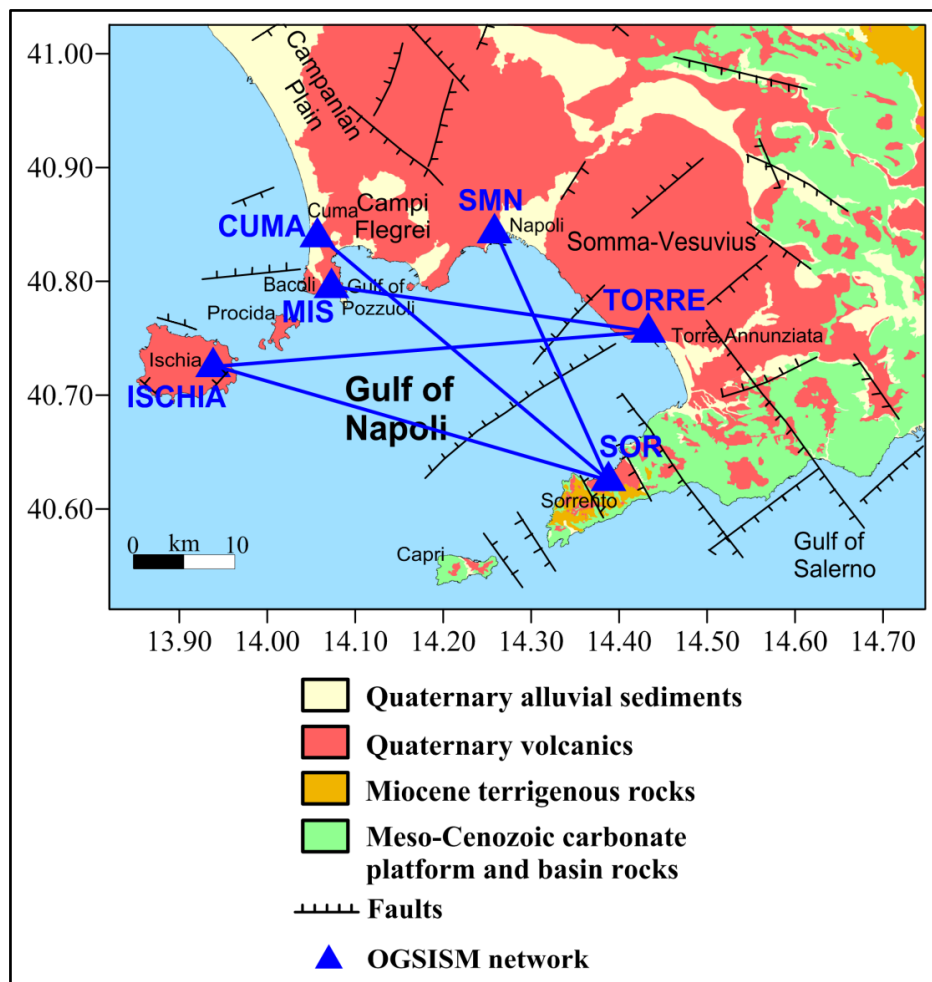 41.00
40.90
40.80
40.70
40.60
Campanian
Plain
CUMA
Cuma
Campi
Flegrei
SMN
Napoli
Somma-Vesuvius
Bacoli
Gulf of
Pozzuoli
MIS
Procida
TORRE
Torre Annunziata
Ischia
ISCHIA
Gulf of
Napoli
SOR
Sorrento
Capri
Gulf of
Salerno
0 km 10
13.90 14.00 14.10 14.20 14.30 14.40 14.50 14.60 14.70
Quaternary alluvial sediments
Quaternary volcanics
Miocene terrigenous rocks
Meso-Cenozoic carbonate
platform and basin rocks
Faults
OGSISM network